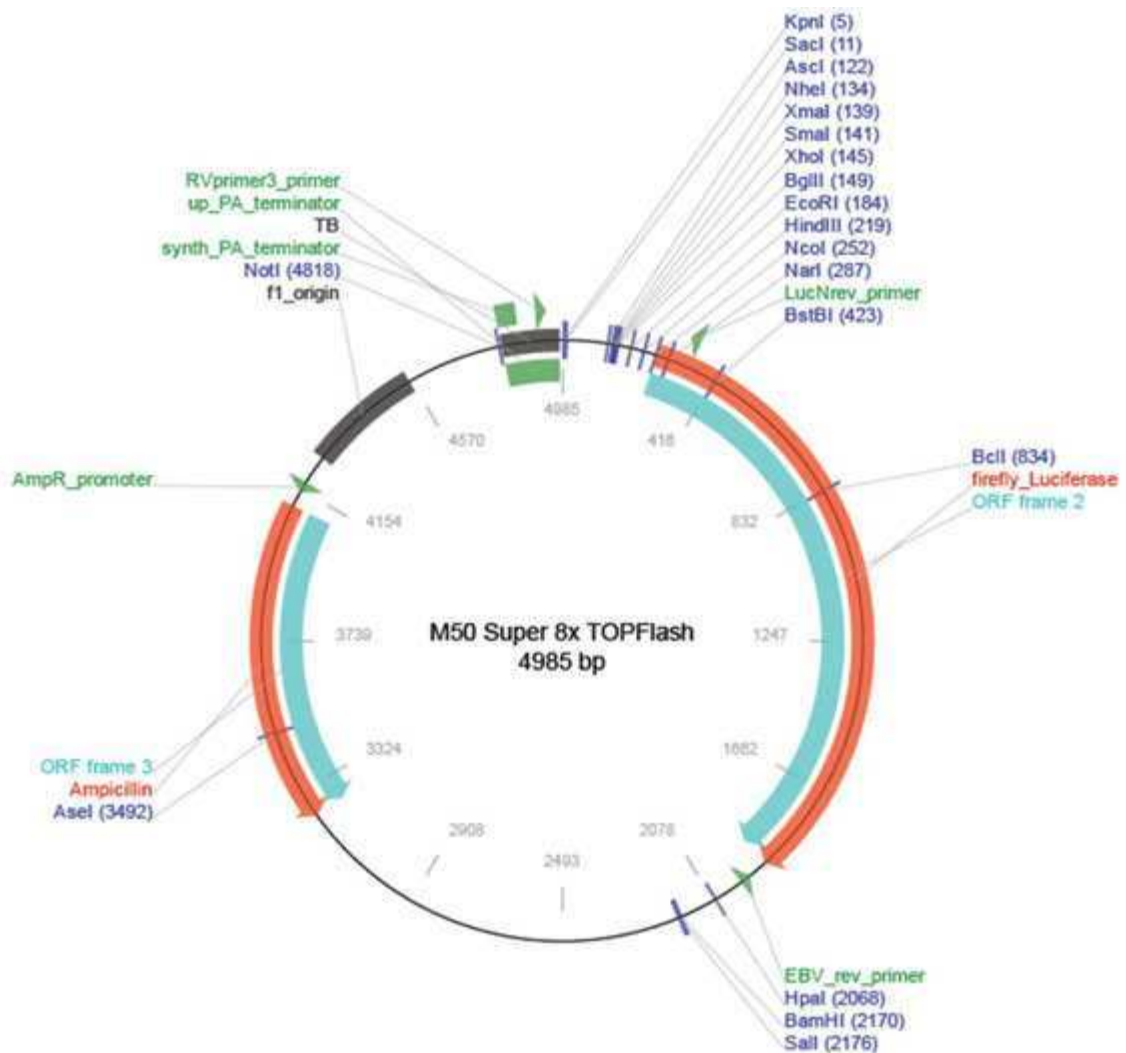 KpnI (5)
SacI (11)
AscI (122)
NheI (134)
XmaI (139)
SmaI (141)
XhoI (145)
BglII (149)
EcoRI (184)
HindIII (219)
NcoI (252)
NarI (287)
LucNrev_primer
BstBI (423)
RVprimer3_primer
up_PA_terminator
TB
synth_PA_terminator
NotI (4818)
f1_origin
4985
4570
416
AmpR_promoter
BclI (834)
firefly_Luciferase
ORF frame 2
4154
832
M50 Super 8x TOPFlash
4985 bp
3739
1247
ORF frame 3
Ampicillin
AseI (3492)
3324
1662
2908
2078
2493
EBV_rev_primer
HpaI (2068)
BamHI (2170)
SalI (2176)